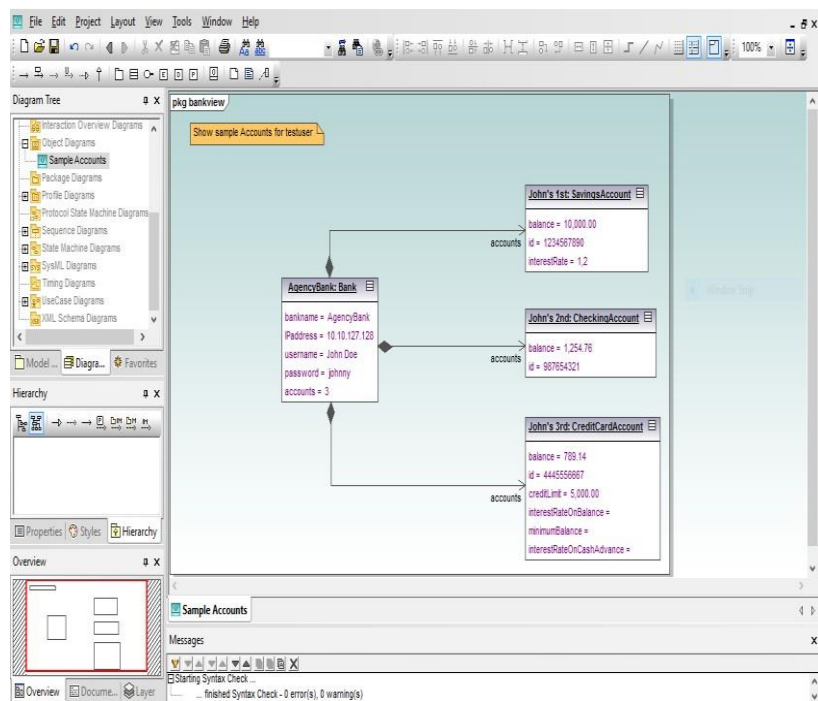 File Edit Project Layout View Tools Window Help
100%
Diagram Tree
pkg bankview
Interaction Overview Diagrams
Object Diagrams
Sample Accounts
Package Diagrams
Profile Diagrams
Protocol State Machine Diagrams
Sequence Diagrams
State Machine Diagrams
SysML Diagrams
Timing Diagrams
UseCase Diagrams
XML Schema Diagrams
Model ... Diagra... Favorites
Hierarchy
Properties Styles Hierarchy
Overview
Overview Docume... Layer
Show sample Accounts for testuser
AgencyBank: Bank
bankname = AgencyBank
IPaddress = 10.10.127.128
username = John Doe
password = johnny
accounts = 3
John's 1st: SavingsAccount
balance = 10,000.00
accounts
id = 1234567890
interestRate = 1,2
John's 2nd: CheckingAccount
balance = 1,254.76
accounts
id = 987654321
John's 3rd: CreditCardAccount
balance = 789.14
id = 4445556667
accounts
creditLimit = 5,000.00
interestRateOnBalance =
minimumBalance =
interestRateOnCashAdvance =
Sample Accounts
Messages
Starting Syntax Check ...
... finished Syntax Check - 0 error(s), 0 warning(s)